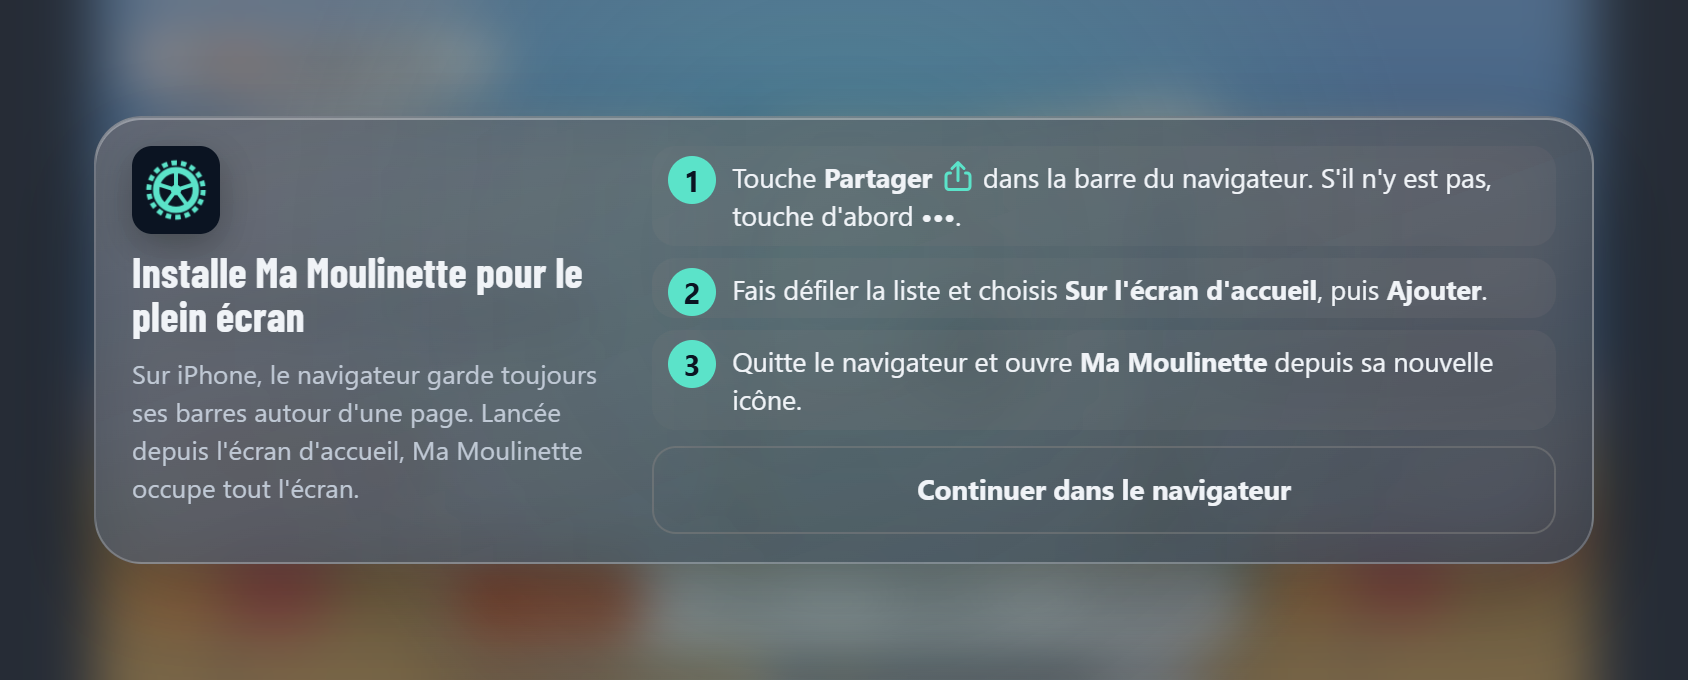 Installe Ma Moulinette pour le
plein écran
Sur iPhone, le navigateur garde toujours
ses barres autour d'une page. Lancée
depuis l'écran d'accueil, Ma Moulinette
occupe tout l'écran.
1 Touche Partager dans la barre du navigateur. S'il n'y est pas,
touche d'abord •••.
2 Fais défiler la liste et choisis Sur l'écran d'accueil, puis Ajouter.
3 Quitte le navigateur et ouvre Ma Moulinette depuis sa nouvelle
icône.
Continuer dans le navigateur